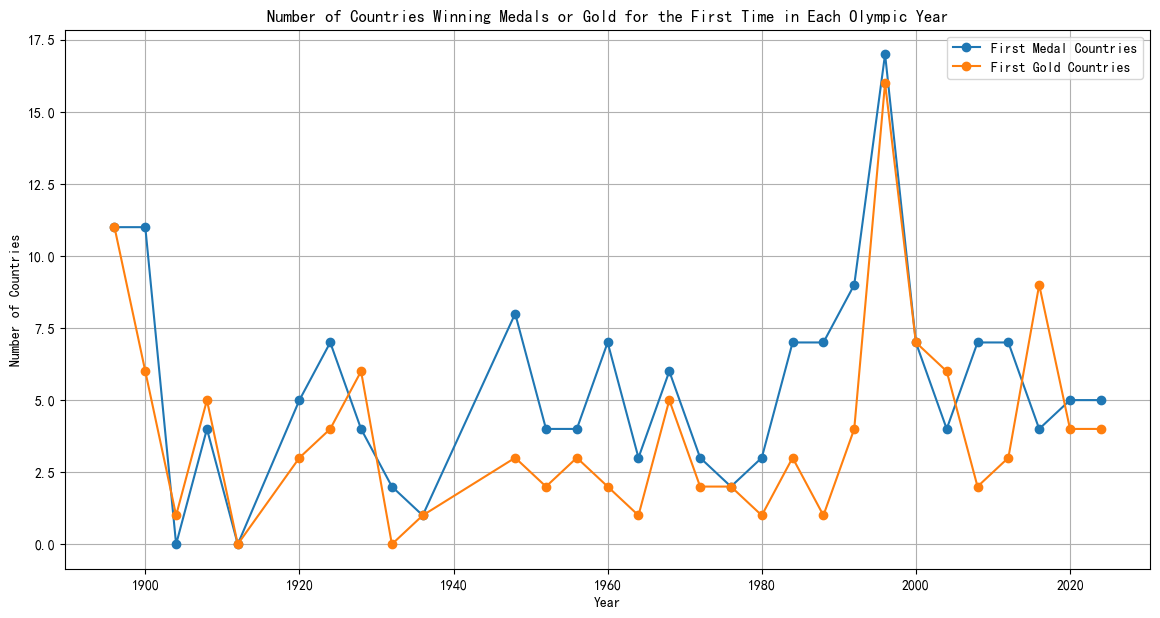 Number of Countries Winning Medals or Gold for the First Time in Each Olympic Year
First Medal Countries
First Gold Countries
Number of Countries
17.5
15.0
12.5
10.0
7.5
5.0
2.5
0.0
1900 1920 1940 1960 1980 2000 2020
Year